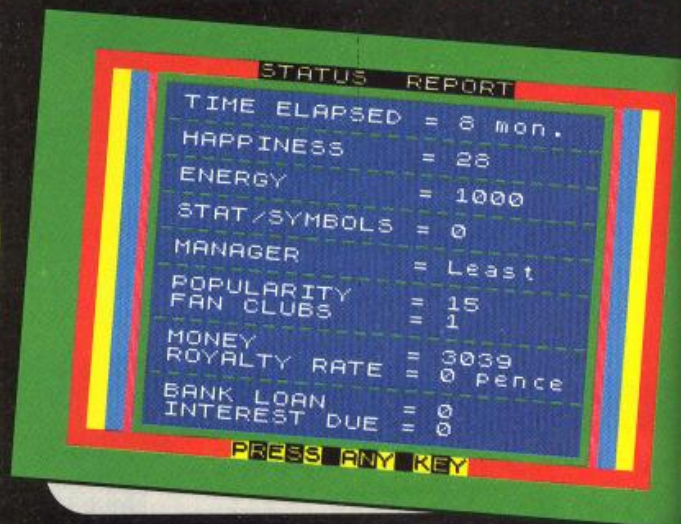 STATUS REPORT
TIME ELAPSED = 8 mon.
HAPPINESS = 28
ENERGY = 1000
STAT/SYMBOLS = 0
MANAGER = Least
POPULARITY = 15
FAN CLUBS = 1
MONEY = 3039
ROYALTY RATE = 0 pence
BANK LOAN = 0
INTEREST DUE = 0
PRESS ANY KEY